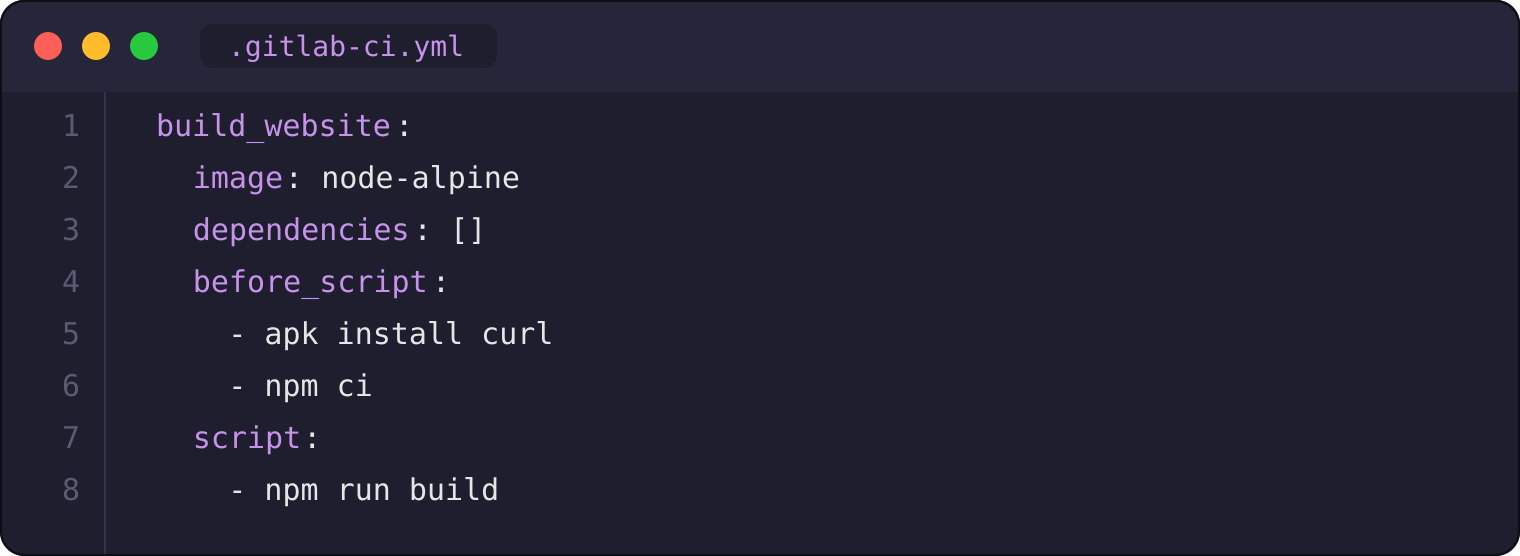 .gitlab-ci.yml
1 build_website:
2   image: node-alpine
3   dependencies: []
4   before_script:
5     - apk install curl
6     - npm ci
7   script:
8     - npm run build